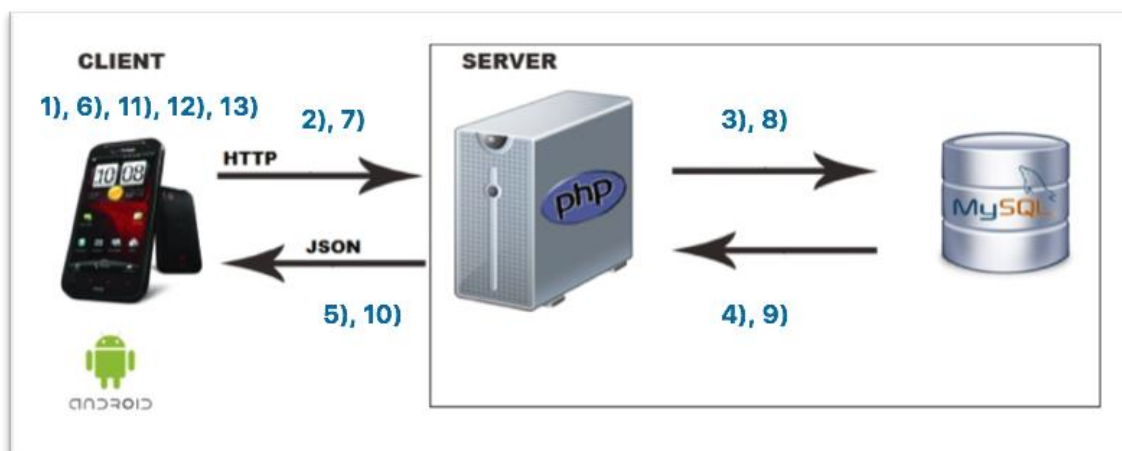 CLIENT
SERVER
1), 6), 11), 12), 13)
2), 7)
3), 8)
HTTP
10 08
php
MySQL
JSON
5), 10)
4), 9)
ANDROID